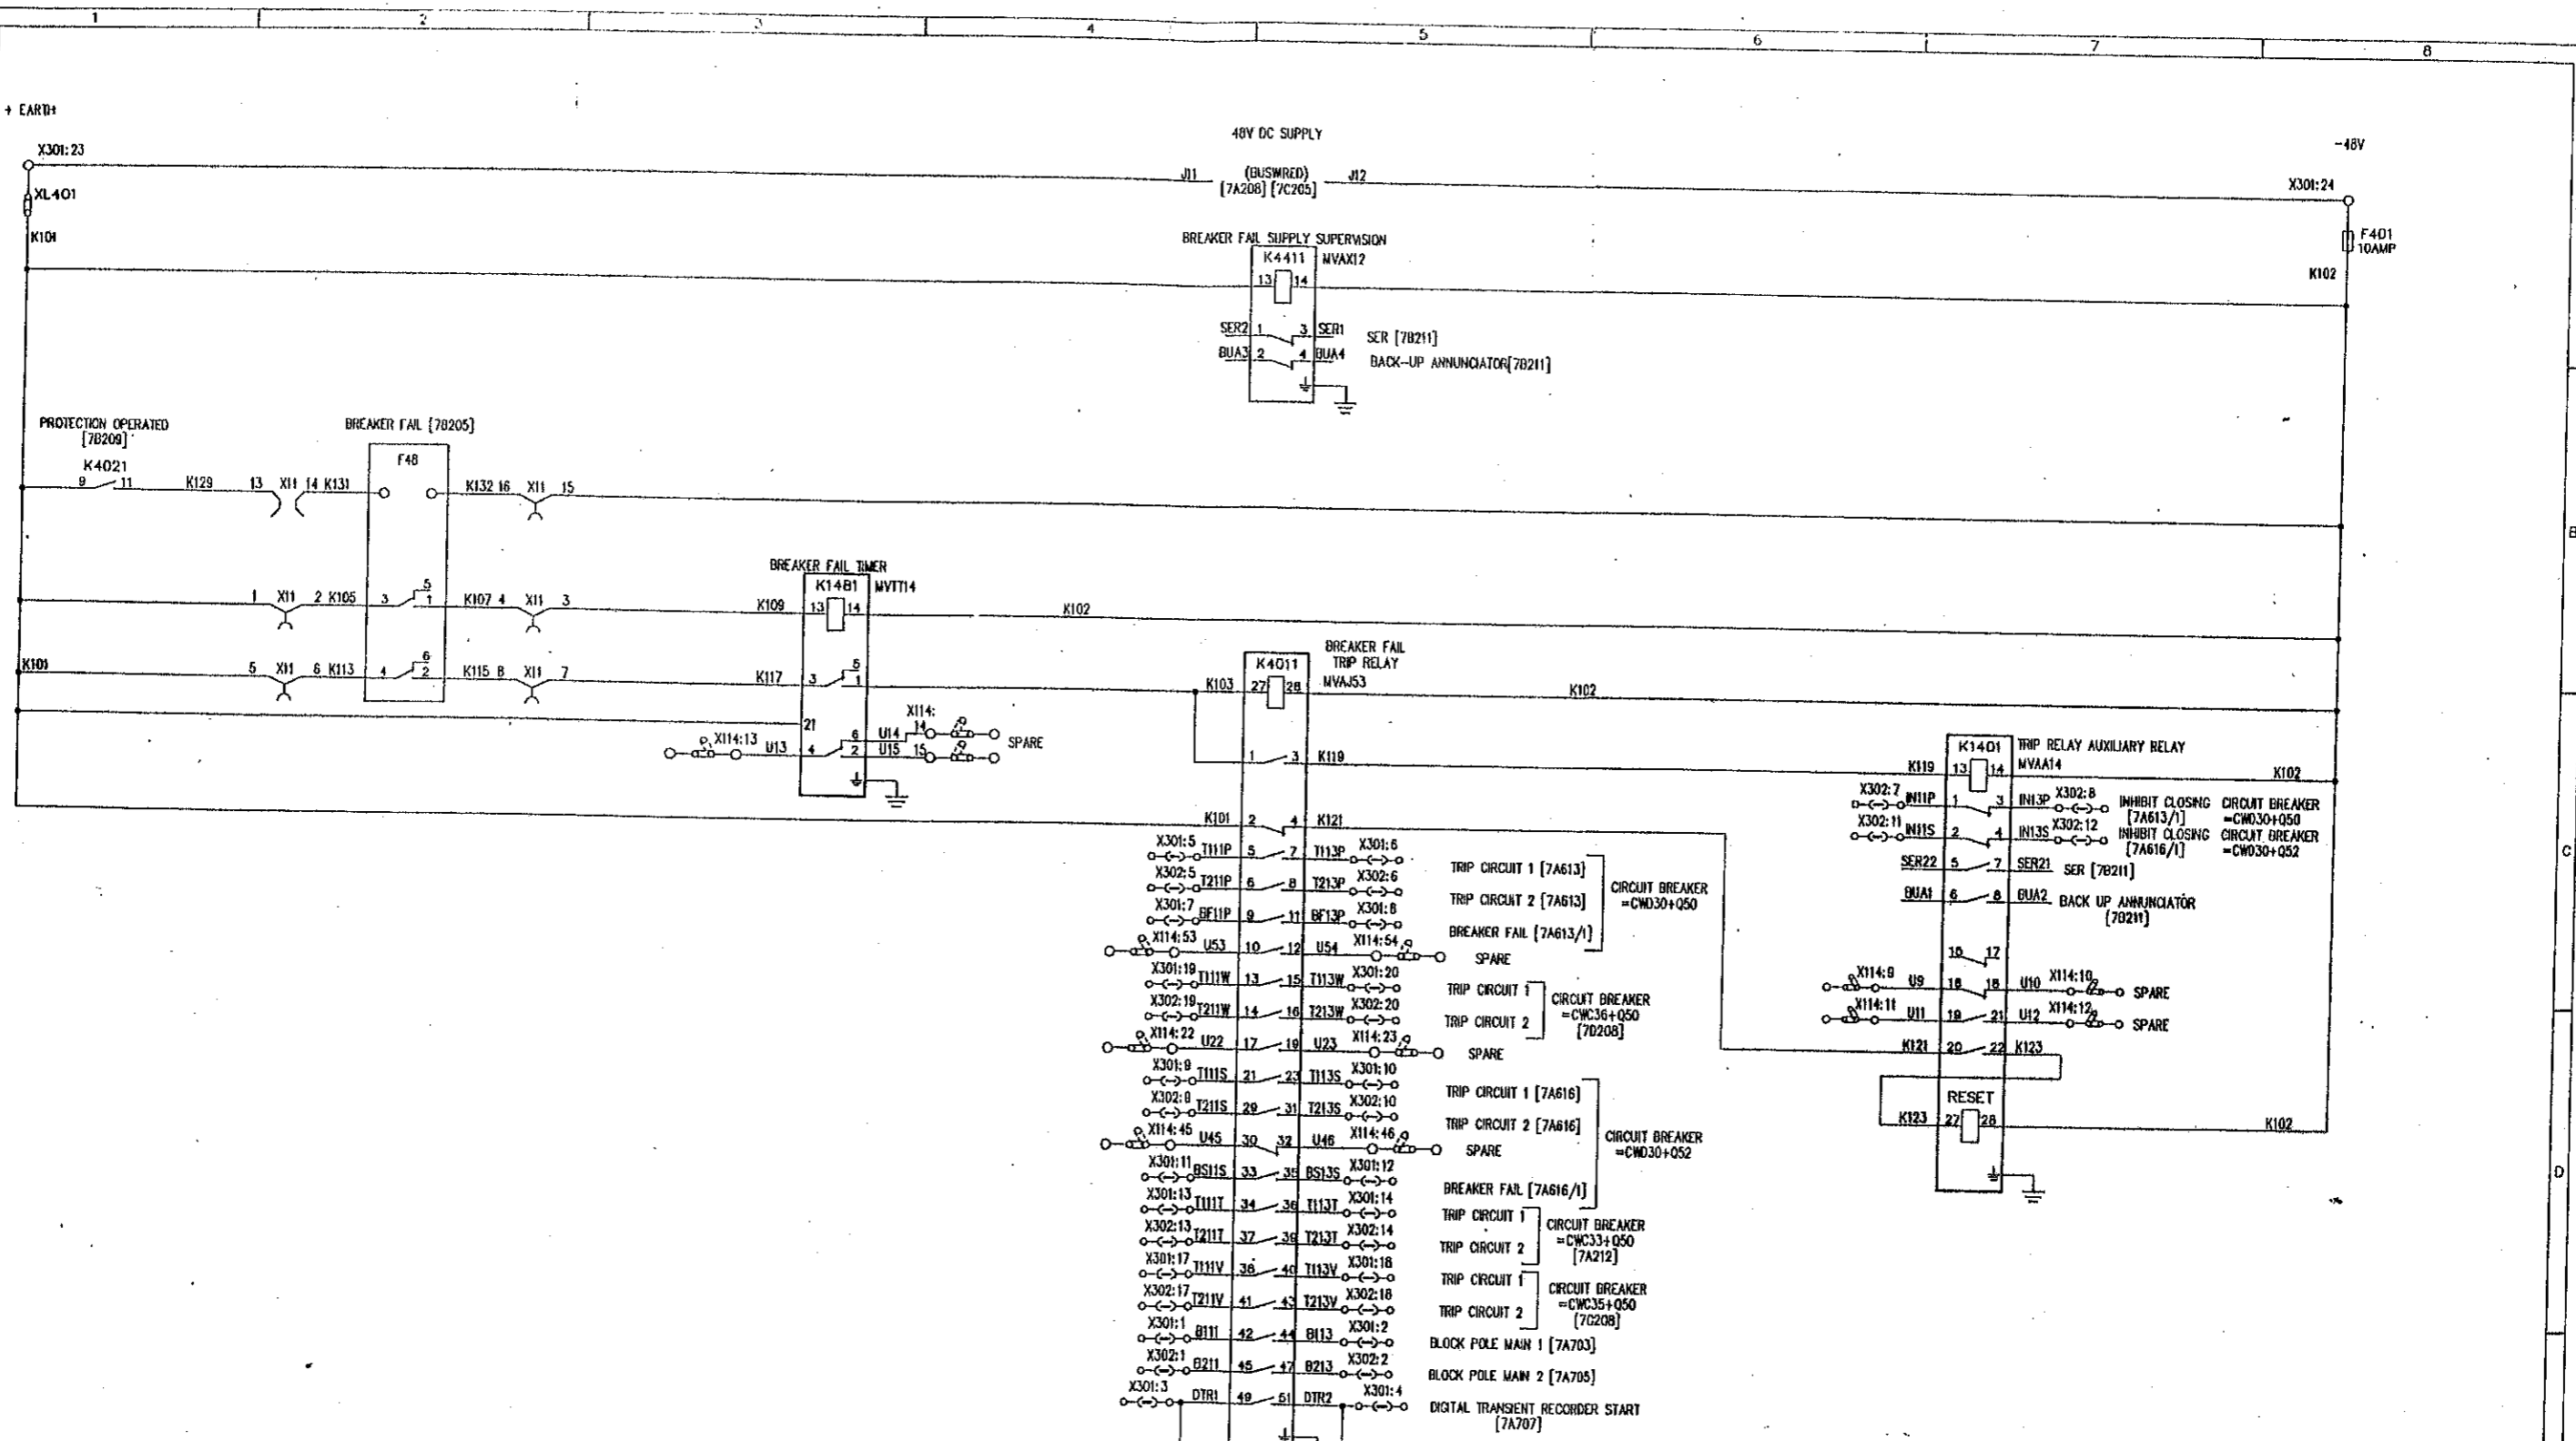 1 2 3 4 5 6 7 8
+ EARTH
X301:23
XL401
K101
48V DC SUPPLY
J11 (BUSWIRED) J12
[7A208] [7C205]
-48V
X301:24
F401
10AMP
K102
BREAKER FAIL SUPPLY SUPERVISION
K4411 MVAX12
13 14
SER2 1 3 SER1 SER [7B211]
BUA3 2 4 BUA4 BACK-UP ANNUNCIATOR[7B211]
PROTECTION OPERATED
[7B209]
BREAKER FAIL [7B205]
K4021
F48
9 11 K129 13 X11 14 K131 K132 16 X11 15
B
BREAKER FAIL TIMER
K1481 MVTT14
1 X11 2 K105 3 5 1 K107 4 X11 3 K109 13 14 K102
K101 5 X11 6 K113 4 6 2 K115 8 X11 7 K117 3 5 1
BREAKER FAIL
TRIP RELAY
K4011 MVAJ53
K103 27 28 K102
21
X114:13 U13 4 6 U14 X114:14
2 U15 15 SPARE
1 3 K119
K1401 TRIP RELAY AUXILIARY RELAY
MVAA14
K119 13 14 K102
X302:7 IN11P 1 3 IN13P X302:8 INHIBIT CLOSING CIRCUIT BREAKER
[7A613/1] =CWD30+Q50
X302:11 IN11S 2 4 IN13S X302:12 INHIBIT CLOSING CIRCUIT BREAKER
[7A616/1] =CWD30+Q52
SER22 5 7 SER21 SER [7B211]
BUA1 6 8 BUA2 BACK UP ANNUNCIATOR
[7B211]
C
15 17
X114:9 U9 16 18 U10 X114:10 SPARE
X114:11 U11 19 21 U12 X114:12 SPARE
K121 20 22 K123
RESET
K123 27 28 K102
D
K101 2 4 K121
X301:5 T111P 5 7 T113P X301:6 TRIP CIRCUIT 1 [7A613]
X302:5 T211P 6 8 T213P X302:6 TRIP CIRCUIT 2 [7A613]
CIRCUIT BREAKER
=CWD30+Q50
X301:7 BF11P 9 11 BF13P X301:8 BREAKER FAIL [7A613/1]
X114:53 U53 10 12 U54 X114:54 SPARE
X301:19 T111W 13 15 T113W X301:20 TRIP CIRCUIT 1
X302:19 T211W 14 16 T213W X302:20 TRIP CIRCUIT 2
CIRCUIT BREAKER
=CWC36+Q50
[7D208]
X114:22 U22 17 19 U23 X114:23 SPARE
X301:9 T111S 21 23 T113S X301:10 TRIP CIRCUIT 1 [7A616]
X302:9 T211S 29 31 T213S X302:10 TRIP CIRCUIT 2 [7A616]
X114:45 U45 30 32 U46 X114:46 SPARE
CIRCUIT BREAKER
=CWD30+Q52
X301:11 BS11S 33 35 BS13S X301:12 BREAKER FAIL [7A616/1]
X301:13 T111T 34 36 T113T X301:14 TRIP CIRCUIT 1
X302:13 T211T 37 39 T213T X302:14 TRIP CIRCUIT 2
CIRCUIT BREAKER
=CWC33+Q50
[7A212]
X301:17 T111V 38 40 T113V X301:18 TRIP CIRCUIT 1
X302:17 T211V 41 43 T213V X302:18 TRIP CIRCUIT 2
CIRCUIT BREAKER
=CWC35+Q50
[7C208]
X301:1 B111 42 44 B113 X301:2 BLOCK POLE MAIN 1 [7A703]
X302:1 B211 45 47 B213 X302:2 BLOCK POLE MAIN 2 [7A705]
X301:3 DTR1 49 51 DTR2 X301:4 DIGITAL TRANSIENT RECORDER START
[7A707]